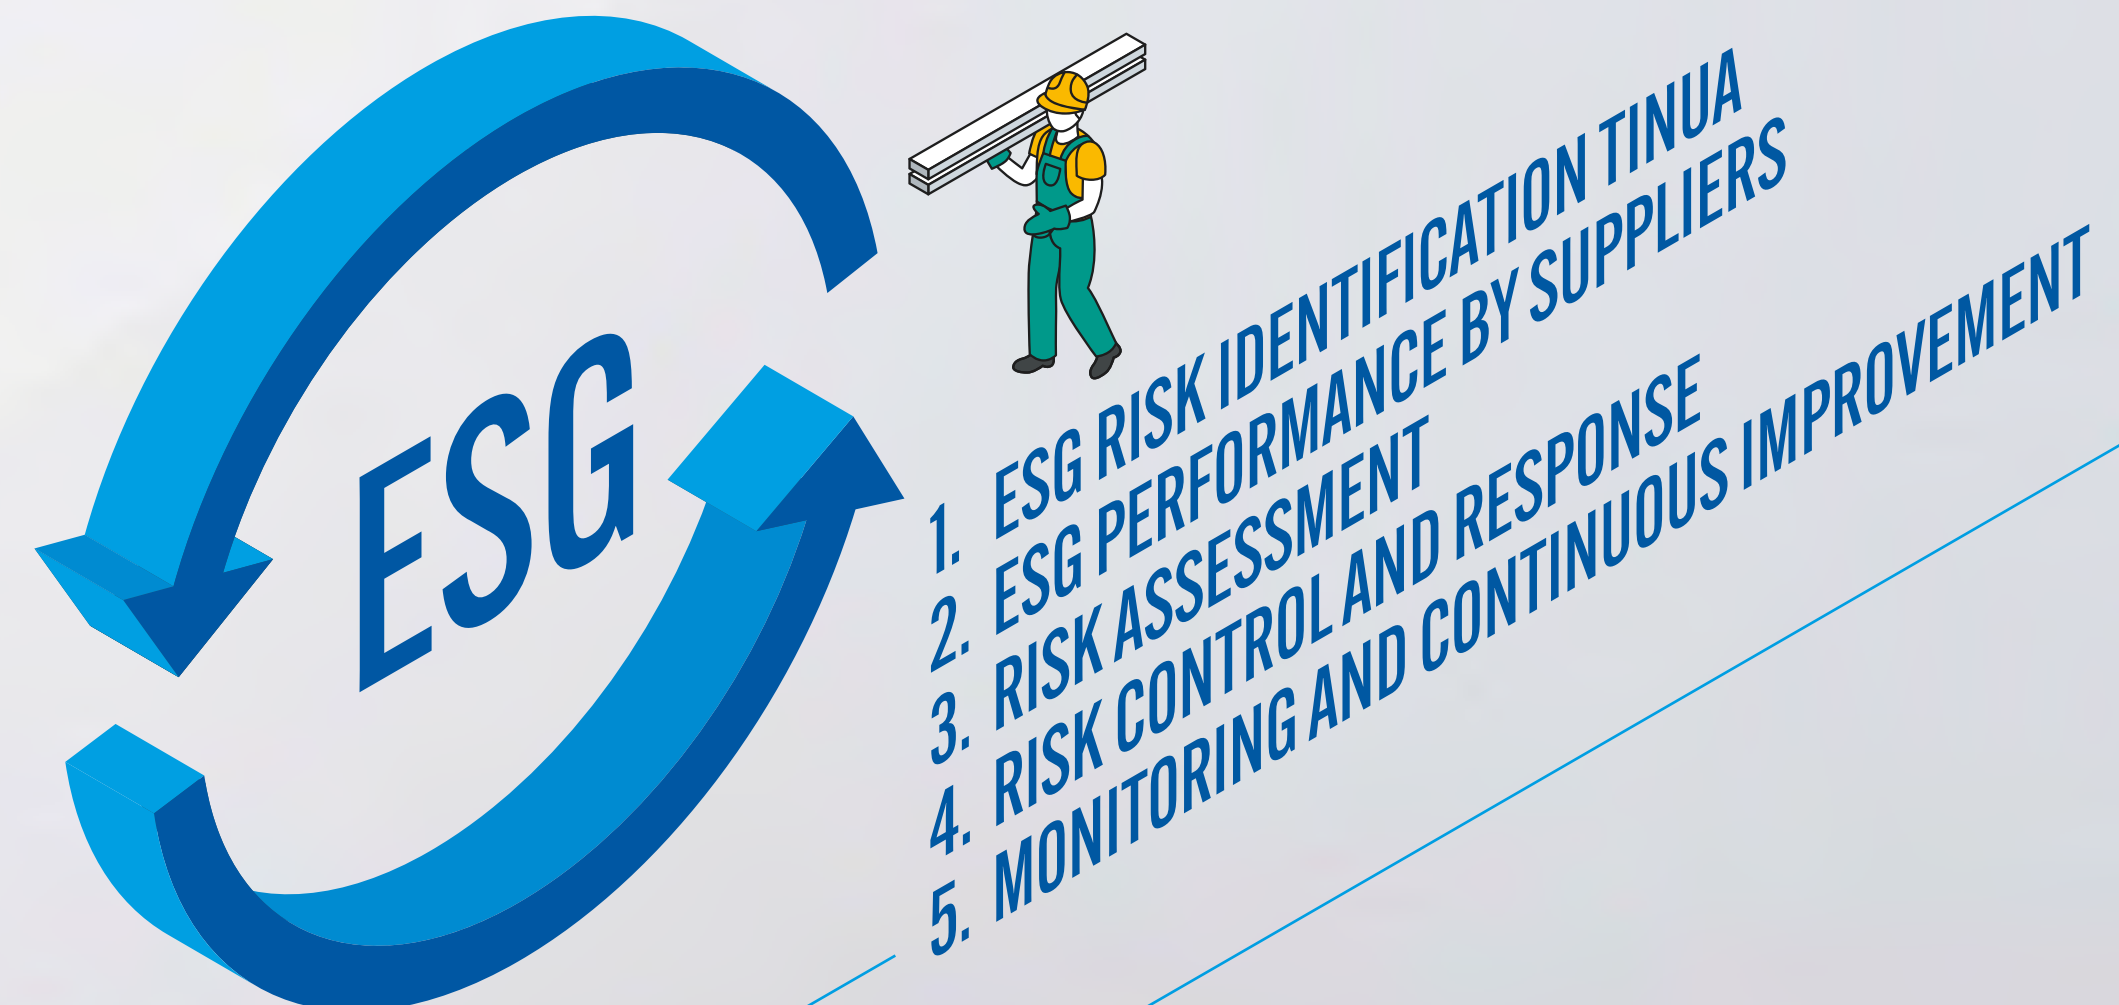 ESG
1. ESG RISK IDENTIFICATION TINUA
2. ESG PERFORMANCE BY SUPPLIERS
3. RISK ASSESSMENT
4. RISK CONTROL AND RESPONSE
5. MONITORING AND CONTINUOUS IMPROVEMENT